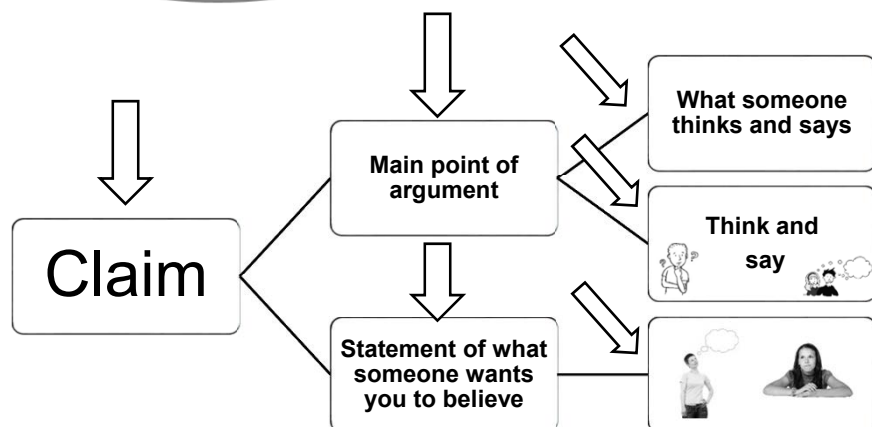 What someone
thinks and says
Main point of
argument
Think and
say
Claim
Statement of what
someone wants
you to believe